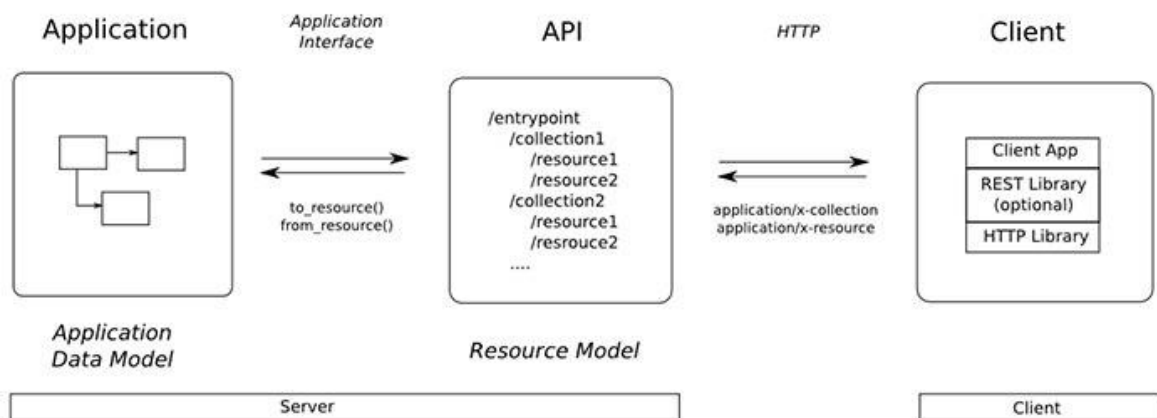 Application
Application
Interface
API
HTTP
Client
/entrypoint
/collection1
/resource1
/resource2
/collection2
/resource1
/resrouce2
....
to_resource()
from_resource()
application/x-collection
application/x-resource
Client App
REST Library
(optional)
HTTP Library
Application
Data Model
Resource Model
Server
Client